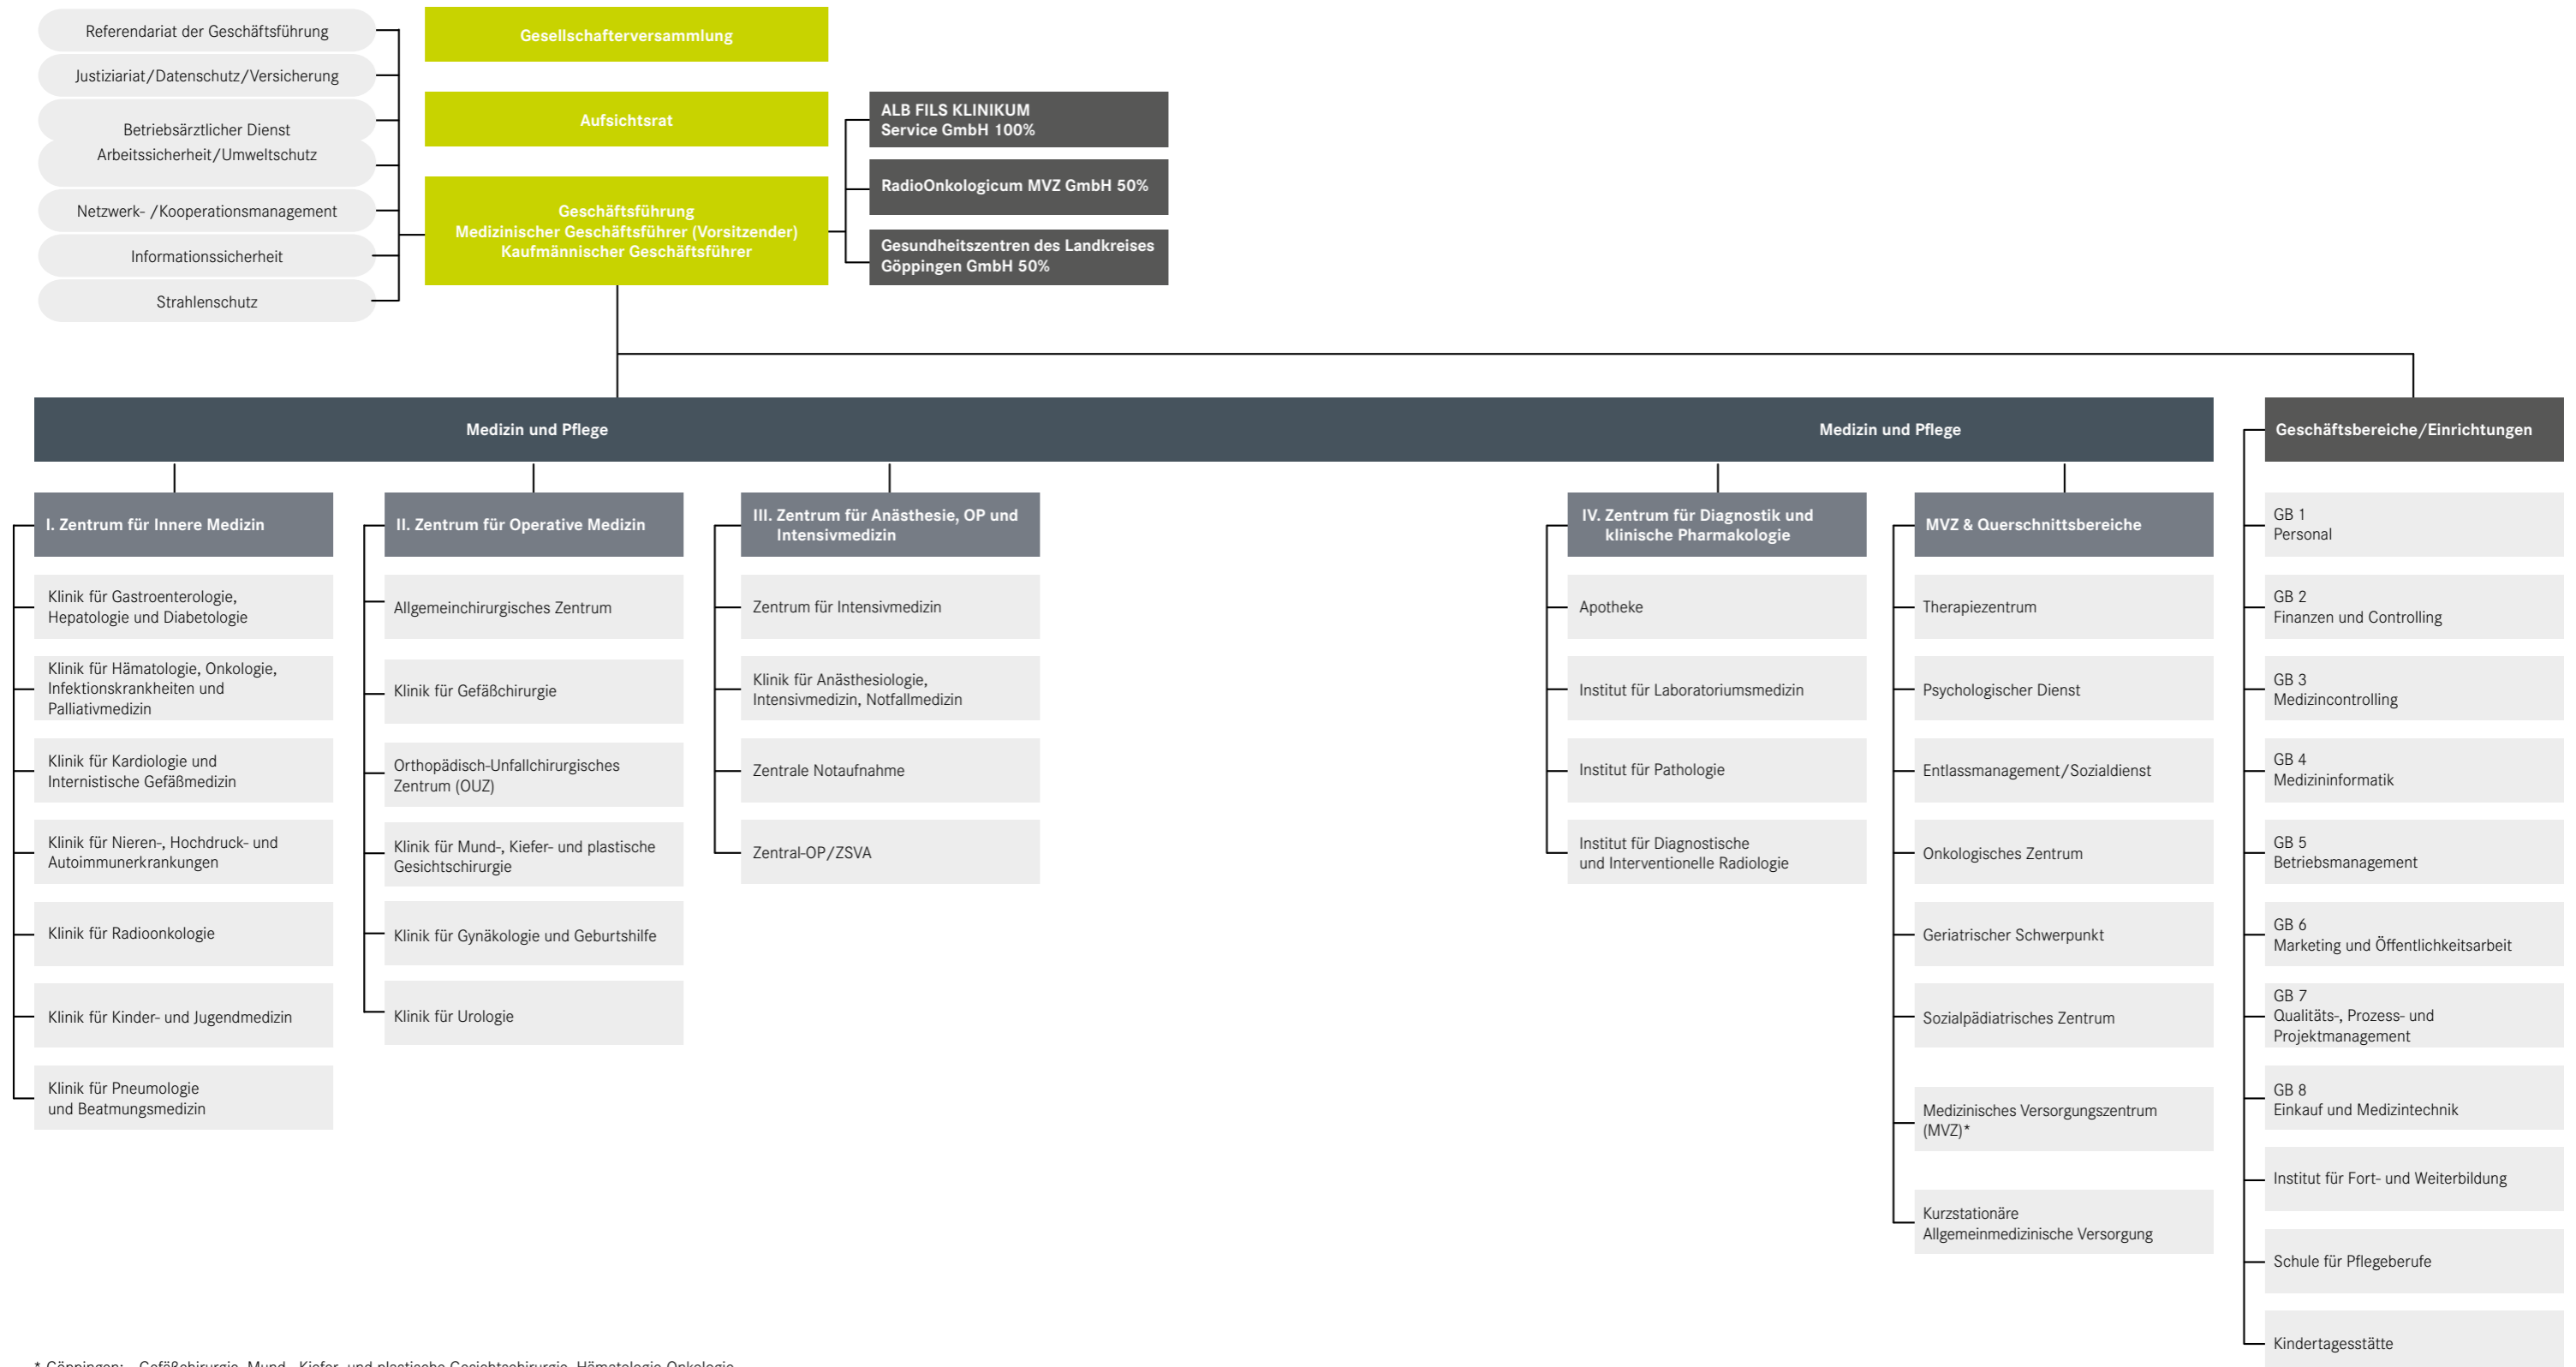 Referendariat der Geschäftsführung
Justiziariat/Datenschutz/Versicherung
Betriebsärztlicher Dienst
Arbeitssicherheit/Umweltschutz
Netzwerk- /Kooperationsmanagement
Informationssicherheit
Strahlenschutz
Gesellschafterversammlung
Aufsichtsrat
Geschäftsführung
Medizinischer Geschäftsführer (Vorsitzender)
Kaufmännischer Geschäftsführer
ALB FILS KLINIKUM
Service GmbH 100%
RadioOnkologicum MVZ GmbH 50%
Gesundheitszentren des Landkreises
Göppingen GmbH 50%
Medizin und Pflege
Medizin und Pflege
Geschäftsbereiche/Einrichtungen
I. Zentrum für Innere Medizin
Klinik für Gastroenterologie,
Hepatologie und Diabetologie
Klinik für Hämatologie, Onkologie,
Infektionskrankheiten und
Palliativmedizin
Klinik für Kardiologie und
Internistische Gefäßmedizin
Klinik für Nieren-, Hochdruck- und
Autoimmunerkrankungen
Klinik für Radioonkologie
Klinik für Kinder- und Jugendmedizin
Klinik für Pneumologie
und Beatmungsmedizin
II. Zentrum für Operative Medizin
Allgemeinchirurgisches Zentrum
Klinik für Gefäßchirurgie
Orthopädisch-Unfallchirurgisches
Zentrum (OUZ)
Klinik für Mund-, Kiefer- und plastische
Gesichtschirurgie
Klinik für Gynäkologie und Geburtshilfe
Klinik für Urologie
III. Zentrum für Anästhesie, OP und
Intensivmedizin
Zentrum für Intensivmedizin
Klinik für Anästhesiologie,
Intensivmedizin, Notfallmedizin
Zentrale Notaufnahme
Zentral-OP/ZSVA
IV. Zentrum für Diagnostik und
klinische Pharmakologie
Apotheke
Institut für Laboratoriumsmedizin
Institut für Pathologie
Institut für Diagnostische
und Interventionelle Radiologie
MVZ & Querschnittsbereiche
Therapiezentrum
Psychologischer Dienst
Entlassmanagement/Sozialdienst
Onkologisches Zentrum
Geriatrischer Schwerpunkt
Sozialpädiatrisches Zentrum
Medizinisches Versorgungszentrum
(MVZ)*
Kurzstationäre
Allgemeinmedizinische Versorgung
GB 1
Personal
GB 2
Finanzen und Controlling
GB 3
Medizincontrolling
GB 4
Medizininformatik
GB 5
Betriebsmanagement
GB 6
Marketing und Öffentlichkeitsarbeit
GB 7
Qualitäts-, Prozess- und
Projektmanagement
GB 8
Einkauf und Medizintechnik
Institut für Fort- und Weiterbildung
Schule für Pflegeberufe
Kindertagesstätte
* Göppingen: Gefäßchirurgie, Mund-, Kiefer- und plastische Gesichtschirurgie, Hämatologie-Onkologie